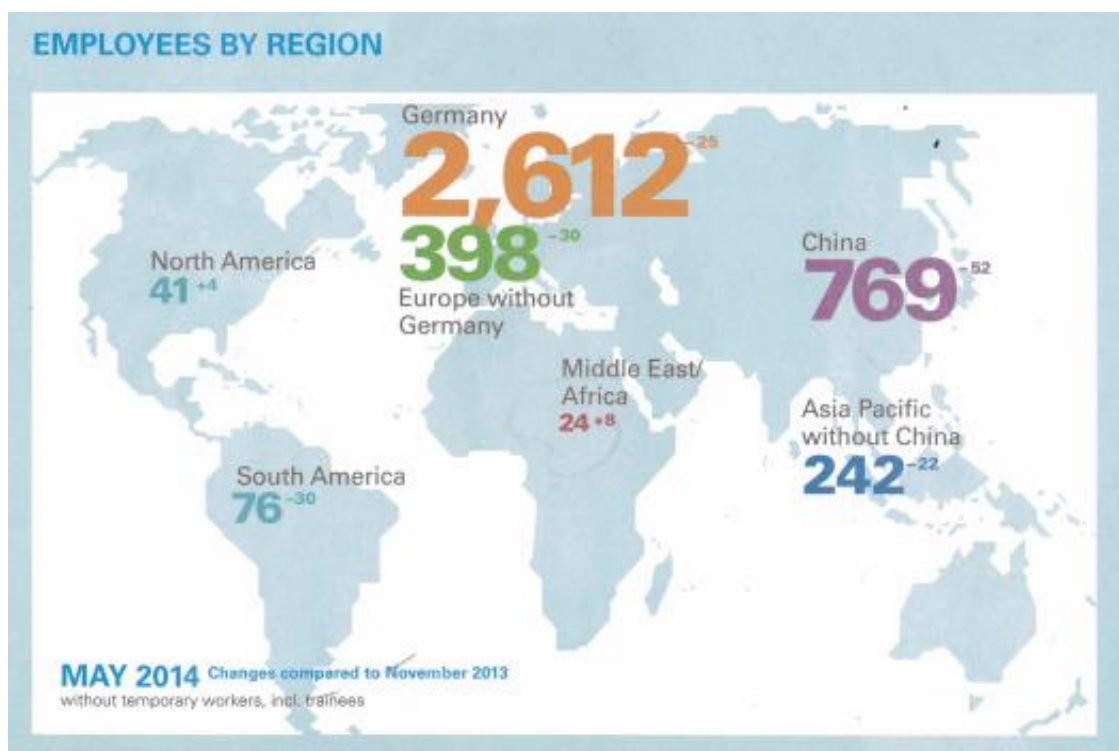 EMPLOYEES BY REGION
Germany
2,612 -25
398 -30
Europe without
Germany
North America
41 +4
China
769 -52
Middle East/
Africa
24 +8
Asia Pacific
without China
242 -22
South America
76 -30
MAY 2014 Changes compared to November 2013
without temporary workers, incl. trainees